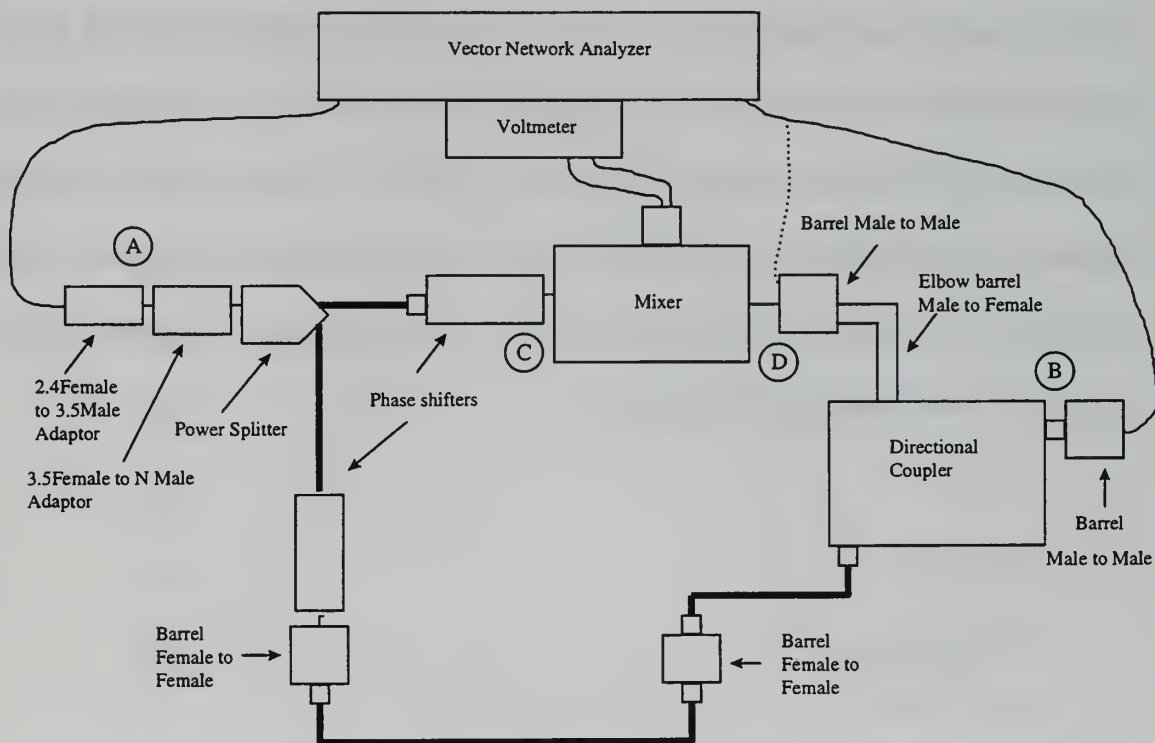 Vector Network Analyzer
Voltmeter
A
Barrel Male to Male
Elbow barrel
Male to Female
Mixer
C
D
B
2.4Female
to 3.5Male
Adaptor
Power Splitter
Phase shifters
3.5Female to N Male
Adaptor
Directional
Coupler
Barrel
Male to Male
Barrel
Female to
Female
Barrel
Female to
Female